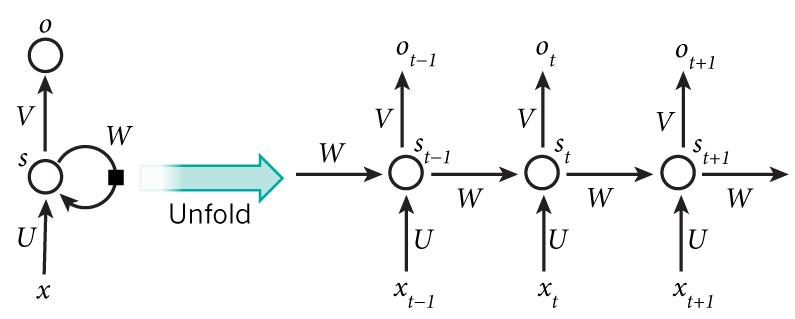 o
V
W
s
U
x
Unfold
o_{t-1} o_t o_{t+1}
V V V
W s_{t-1} s_t s_{t+1}
W W W
U U U
x_{t-1} x_t x_{t+1}